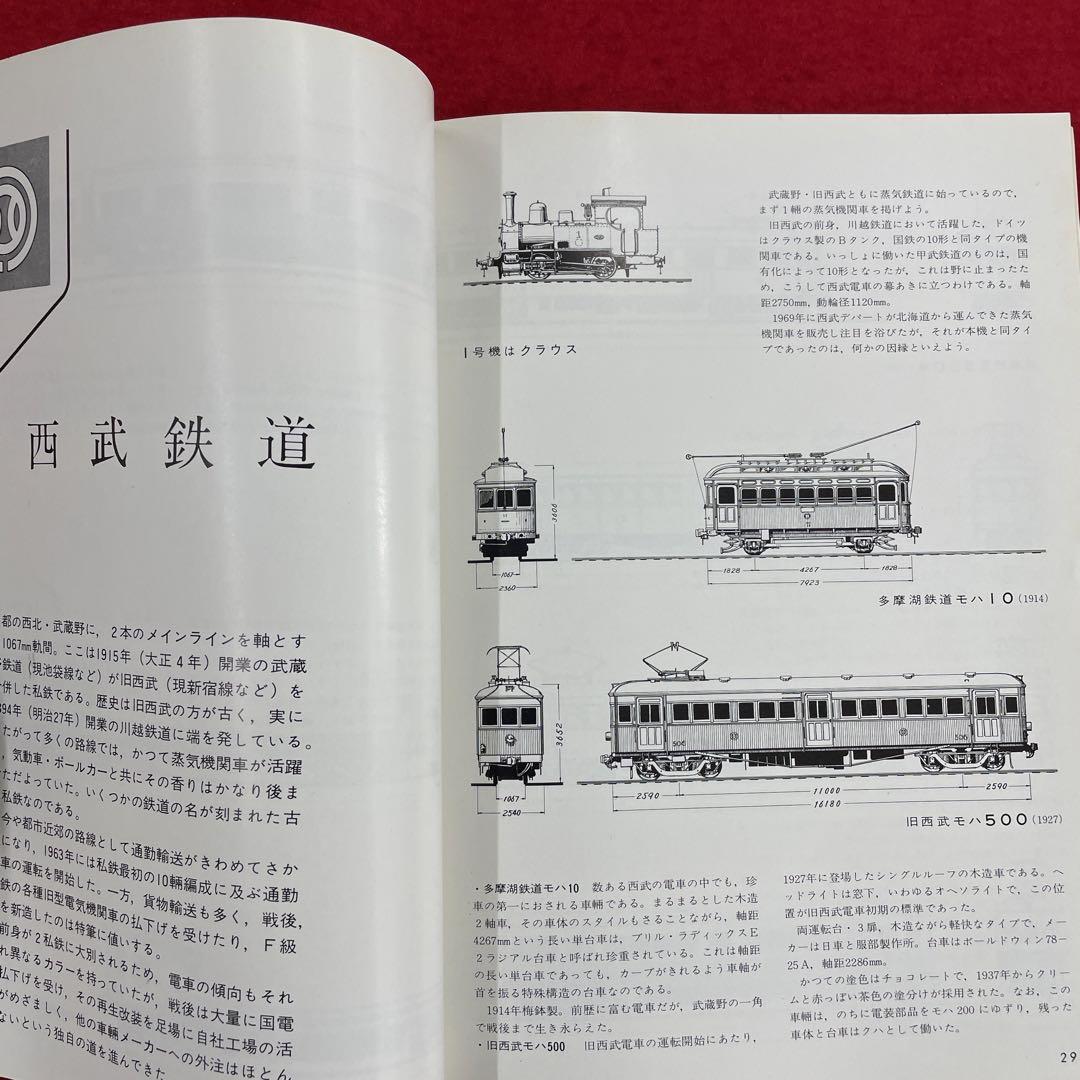 西武鉄道
都の西北・武蔵野に，2本のメインラインを軸とす
1067mm軌間。ここは1915年（大正4年）開業の武蔵
鉄道（現池袋線など）が旧西武（現新宿線など）を
併した私鉄である。歴史は旧西武の方が古く，実に
94年（明治27年）開業の川越鉄道に端を発している。
たがって多くの路線では，かつて蒸気機関車が活躍
，気動車・ポールカーと共にその香りはかなり後ま
ただよっていた。いくつかの鉄道の名が刻まれた古
私鉄なのである。
今や都市近郊の路線として通勤輸送がきわめてさか
になり，1963年には私鉄最初の10輛編成に及ぶ通勤
車の運転を開始した。一方，貨物輸送も多く，戦後，
鉄の各種旧型電気機関車の払下げを受けたり，F級
を新造したのは特筆に値いする。
前身が2私鉄に大別されるため，電車の傾向もそれ
れ異なるカラーを持っていたが，戦後は大量に国電
払下げを受け，その再生改装を足場に自社工場の活
がめざましく，他の車輛メーカーへの外注はほとん
ないという独自の道を進んできた
武蔵野・旧西武ともに蒸気鉄道に始っているので，
まず1輛の蒸気機関車を掲げよう。
旧西武の前身，川越鉄道において活躍した，ドイツ
はクラウス製のBタンク，国鉄の10形と同タイプの機
関車である。いっしょに働いた甲武鉄道のものは，国
有化によって10形となったが，これは野に止まったた
め，こうして西武電車の幕あきに立つわけである。軸
距2750mm，動輪径1120mm。
1969年に西武デパートが北海道から運んできた蒸気
機関車を販売し注目を浴びたが，それが本機と同タイ
プであったのは，何かの因縁といえよう。
1号機はクラウス
3606
1067
2360
1828 4267 1828
7923
多摩湖鉄道モハ10(1914)
3652
1067
2540
506 506
2590 11000 2590
16180
旧西武モハ500(1927)
・多摩湖鉄道モハ10 数ある西武の電車の中でも，珍
車の第一におされる車輛である。まるまるとした木造
2軸車，その車体のスタイルもさることながら，軸距
4267mmという長い単台車は，ブリル・ラディックスE
2ラジアル台車と呼ばれ珍重されている。これは軸距
の長い単台車であっても，カーブがきれるよう車軸が
首を振る特殊構造の台車なのである。
1914年梅鉢製。前歴に富む電車だが，武蔵野の一角
で戦後まで生き永らえた。
・旧西武モハ500 旧西武電車の運転開始にあたり，
1927年に登場したシングルルーフの木造車である。ヘ
ッドライトは窓下，いわゆるオヘソライトで，この位
置が旧西武電車初期の標準であった。
両運転台・3扉，木造ながら軽快なタイプで，メー
カーは日車と服部製作所。台車はボールドウィン78-
25A，軸距2286mm。
かつての塗色はチョコレートで，1937年からクリー
ムと赤っぽい茶色の塗分けが採用された。なお，この
車輛は，のちに電装部品をモハ200にゆずり，残った
車体と台車はクハとして働いた。
29